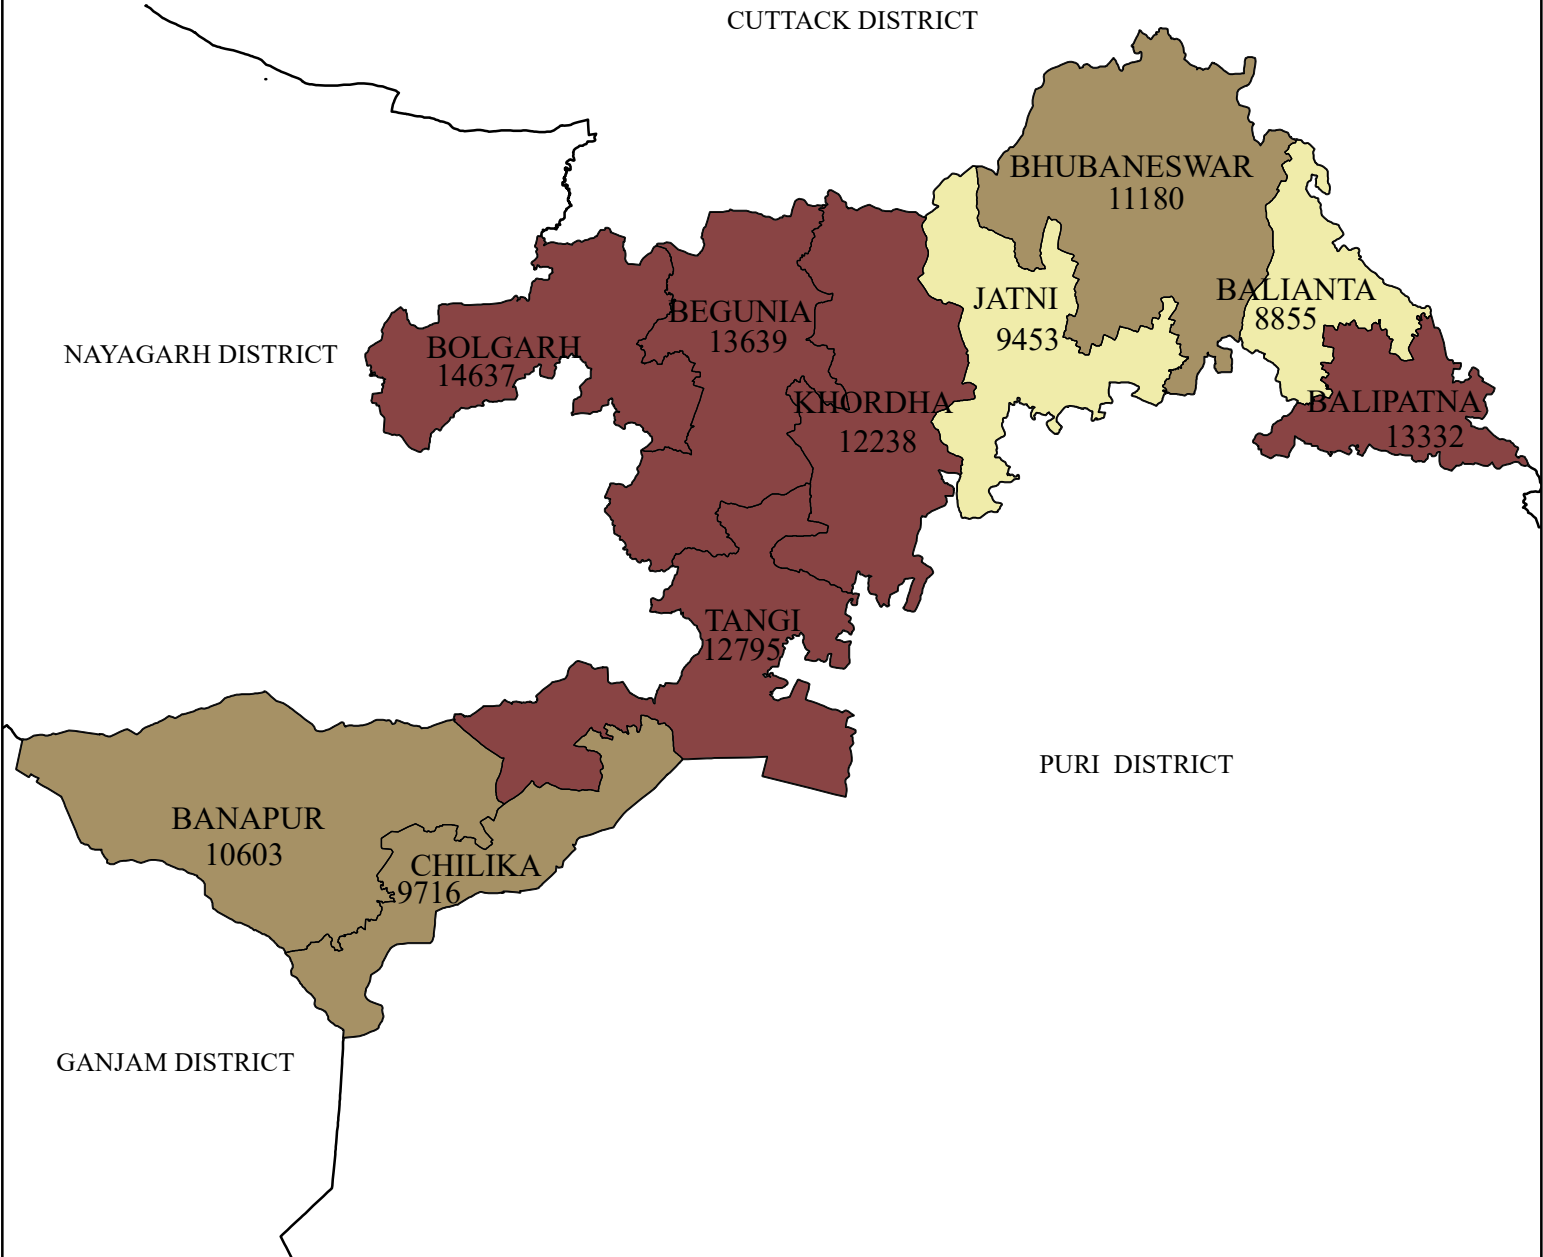 CUTTACK DISTRICT
BHUBANESWAR
11180
JATNI
9453
BALIANTA
8855
BEGUNIA
13639
NAYAGARH DISTRICT
BOLGARH
14637
KHORDHA
12238
BALIPATNA
13332
TANGI
12795
PURI  DISTRICT
BANAPUR
10603
CHILIKA
9716
GANJAM DISTRICT